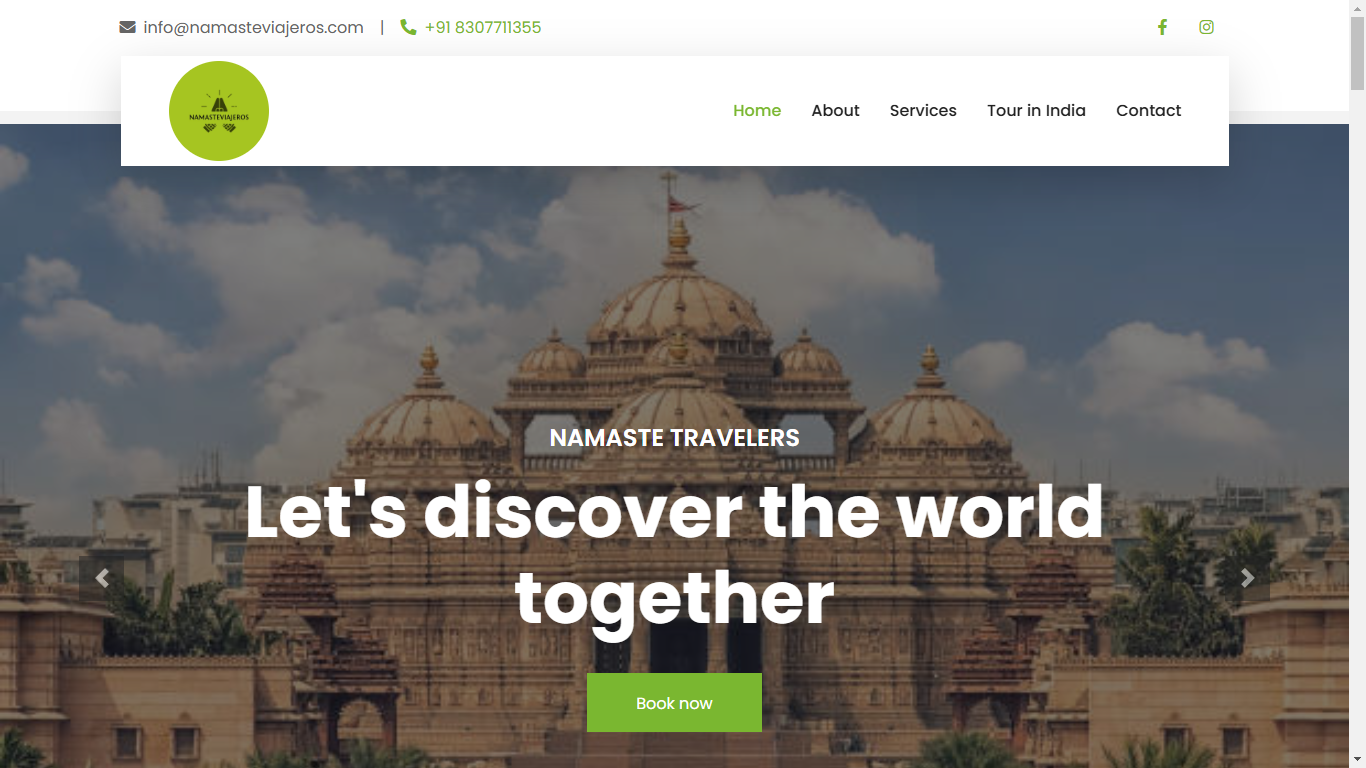 info@namasteviajeros.com | +91 8307711355
NAMASTEVIAJEROS
Home About Services Tour in India Contact
NAMASTE TRAVELERS
Let's discover the world
together
Book now